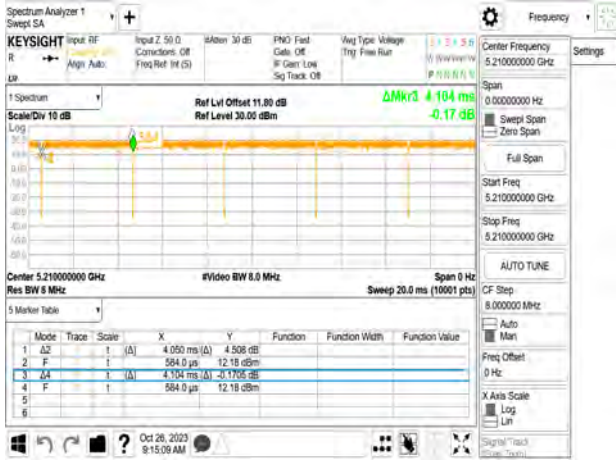 Spectrum Analyzer 1
Swept SA
+
Frequency
KEYSIGHT
Input: RF
Input Z: 50 Ω
#Atten: 30 dB
PNO: Fast
Avg Type: Voltage
R
Align: Auto
Corrections: Off
Gate: Off
Trig: Free Run
Freq Ref: Int (S)
IF Gain: Low
Sig Track: Off
Center Frequency
5.210000000 GHz
Settings
1 Spectrum
Scale/Div 10 dB
Log
Ref Lvl Offset 11.80 dB
Ref Level 30.00 dBm
ΔMkr3 4.104 ms
-0.17 dB
Span
0.00000000 Hz
Swept Span
Zero Span
Full Span
Start Freq
5.210000000 GHz
Stop Freq
5.210000000 GHz
AUTO TUNE
CF Step
8.000000 MHz
Auto
Man
Freq Offset
0 Hz
X Axis Scale
Log
Lin
Signal Track
Center 5.210000000 GHz
Res BW 8 MHz
#Video BW 8.0 MHz
Span 0 Hz
Sweep 20.0 ms (10001 pts)
5 Marker Table
Mode Trace Scale X Y Function Function Width Function Value
1 Δ2 1 t (Δ) 4.050 ms (Δ) 4.506 dB
2 F 1 t 584.0 µs 12.18 dBm
3 Δ4 1 t (Δ) 4.104 ms (Δ) -0.1705 dB
4 F 1 t 584.0 µs 12.18 dBm
5
6
?
Oct 26, 2023
9:15:09 AM